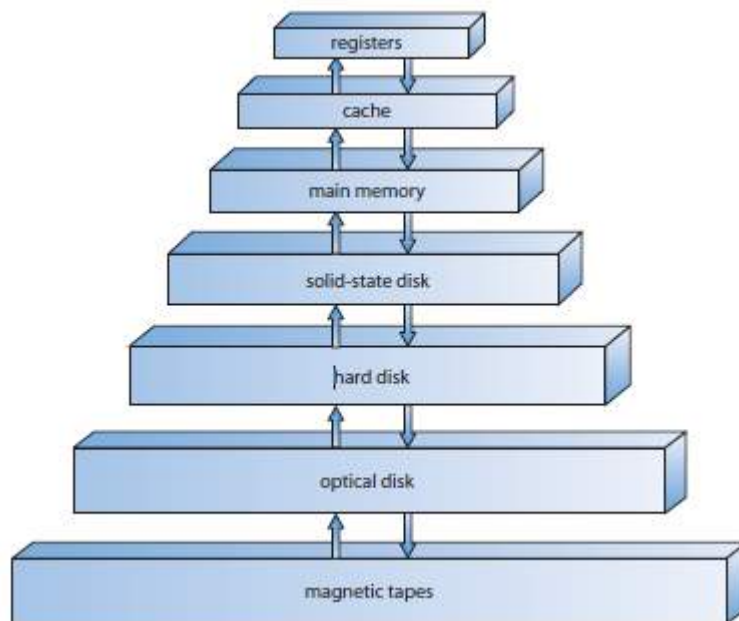 registers
cache
main memory
solid-state disk
hard disk
optical disk
magnetic tapes